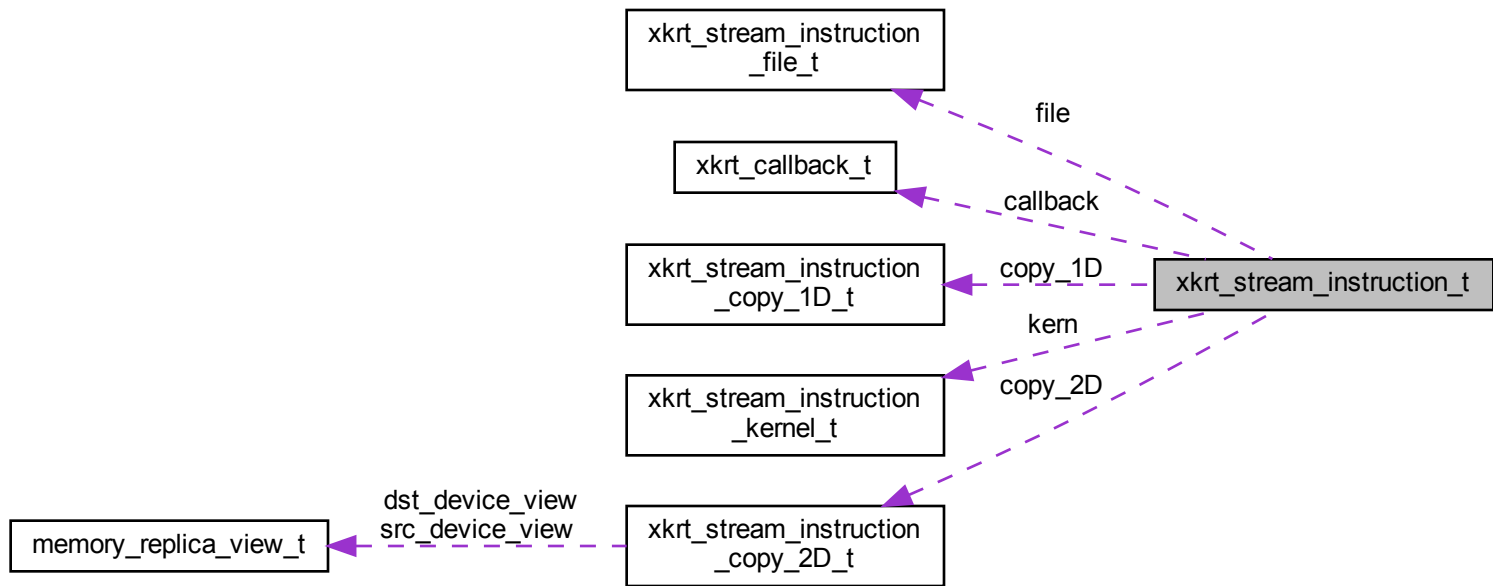 xkrt_stream_instruction
_file_t
file
xkrt_callback_t
callback
xkrt_stream_instruction
_copy_1D_t
copy_1D
xkrt_stream_instruction_t
kern
xkrt_stream_instruction
_kernel_t
copy_2D
dst_device_view
src_device_view
memory_replica_view_t
xkrt_stream_instruction
_copy_2D_t